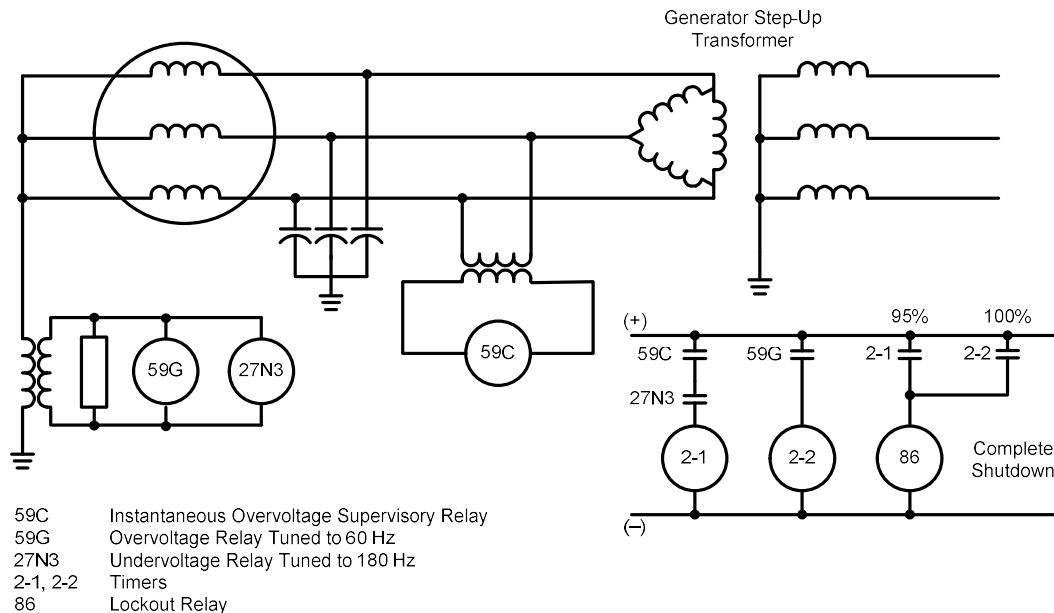 Generator Step-Up
Transformer
59G
27N3
59C
(+)
95%
100%
59C
59G
2-1
2-2
27N3
2-1
2-2
86
Complete
Shutdown
(–)
59C Instantaneous Overvoltage Supervisory Relay
59G Overvoltage Relay Tuned to 60 Hz
27N3 Undervoltage Relay Tuned to 180 Hz
2-1, 2-2 Timers
86 Lockout Relay